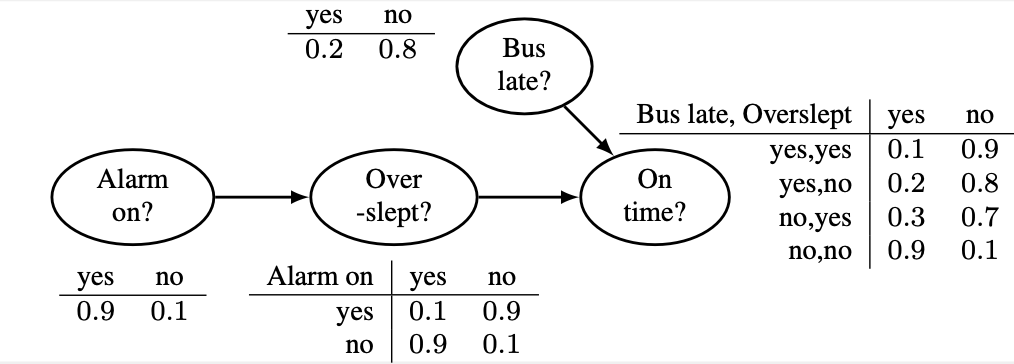 yes no
0.2 0.8
Bus
late?
Bus late, Overslept yes no
yes,yes 0.1 0.9
yes,no 0.2 0.8
no,yes 0.3 0.7
no,no 0.9 0.1
Alarm
on?
Over
-slept?
On
time?
yes no
0.9 0.1
Alarm on yes no
yes 0.1 0.9
no 0.9 0.1